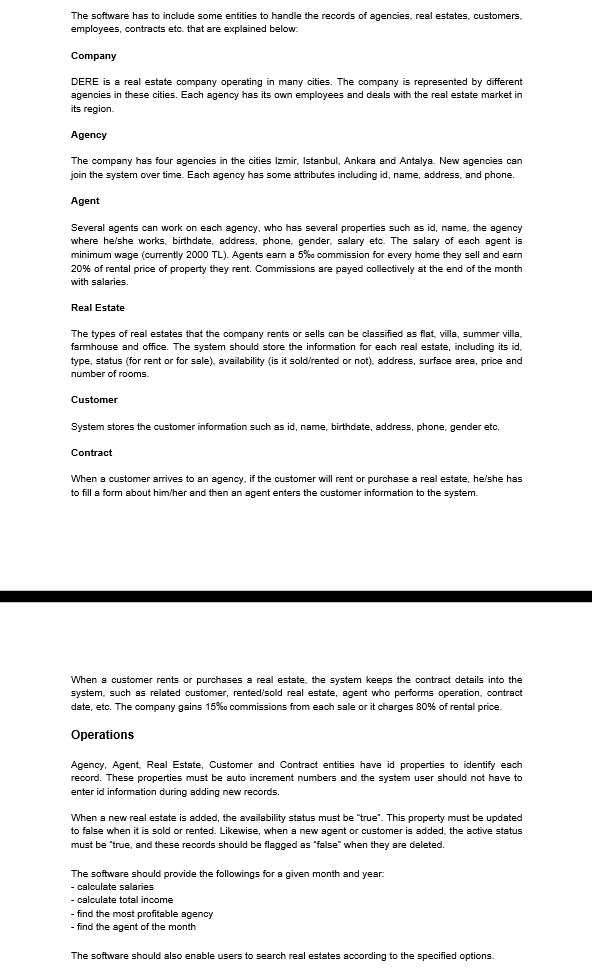 The software has to include some entities to handle the records of agencies, real estates, customers,
employees, contracts etc. that are explained below:
Company
DERE is a real estate company operating in many cities. The company is represented by different
agencies in these cities. Each agency has its own employees and deals with the real estate market in
its region.
Agency
The company has four agencies in the cities Izmir, Istanbul, Ankara and Antalya. New agencies can
join the system over time. Each agency has some attributes including id, name, address, and phone.
Agent
Several agents can work on each agency, who has several properties such as id, name, the agency
where he/she works, birthdate, address, phone, gender, salary etc. The salary of each agent is
minimum wage (currently 2000 TL). Agents earn a 5‰ commission for every home they sell and earn
20% of rental price of property they rent. Commissions are payed collectively at the end of the month
with salaries.
Real Estate
The types of real estates that the company rents or sells can be classified as flat, villa, summer villa,
farmhouse and office. The system should store the information for each real estate, including its id,
type, status (for rent or for sale), availability (is it sold/rented or not), address, surface area, price and
number of rooms.
Customer
System stores the customer information such as id, name, birthdate, address, phone, gender etc.
Contract
When a customer arrives to an agency, if the customer will rent or purchase a real estate, he/she has
to fill a form about him/her and then an agent enters the customer information to the system.
When a customer rents or purchases a real estate, the system keeps the contract details into the
system, such as related customer, rented/sold real estate, agent who performs operation, contract
date, etc. The company gains 15‰ commissions from each sale or it charges 80% of rental price.
Operations
Agency, Agent, Real Estate, Customer and Contract entities have id properties to identify each
record. These properties must be auto increment numbers and the system user should not have to
enter id information during adding new records.
When a new real estate is added, the availability status must be “true”. This property must be updated
to false when it is sold or rented. Likewise, when a new agent or customer is added, the active status
must be “true, and these records should be flagged as “false” when they are deleted.
The software should provide the followings for a given month and year:
- calculate salaries
- calculate total income
- find the most profitable agency
- find the agent of the month
The software should also enable users to search real estates according to the specified options.